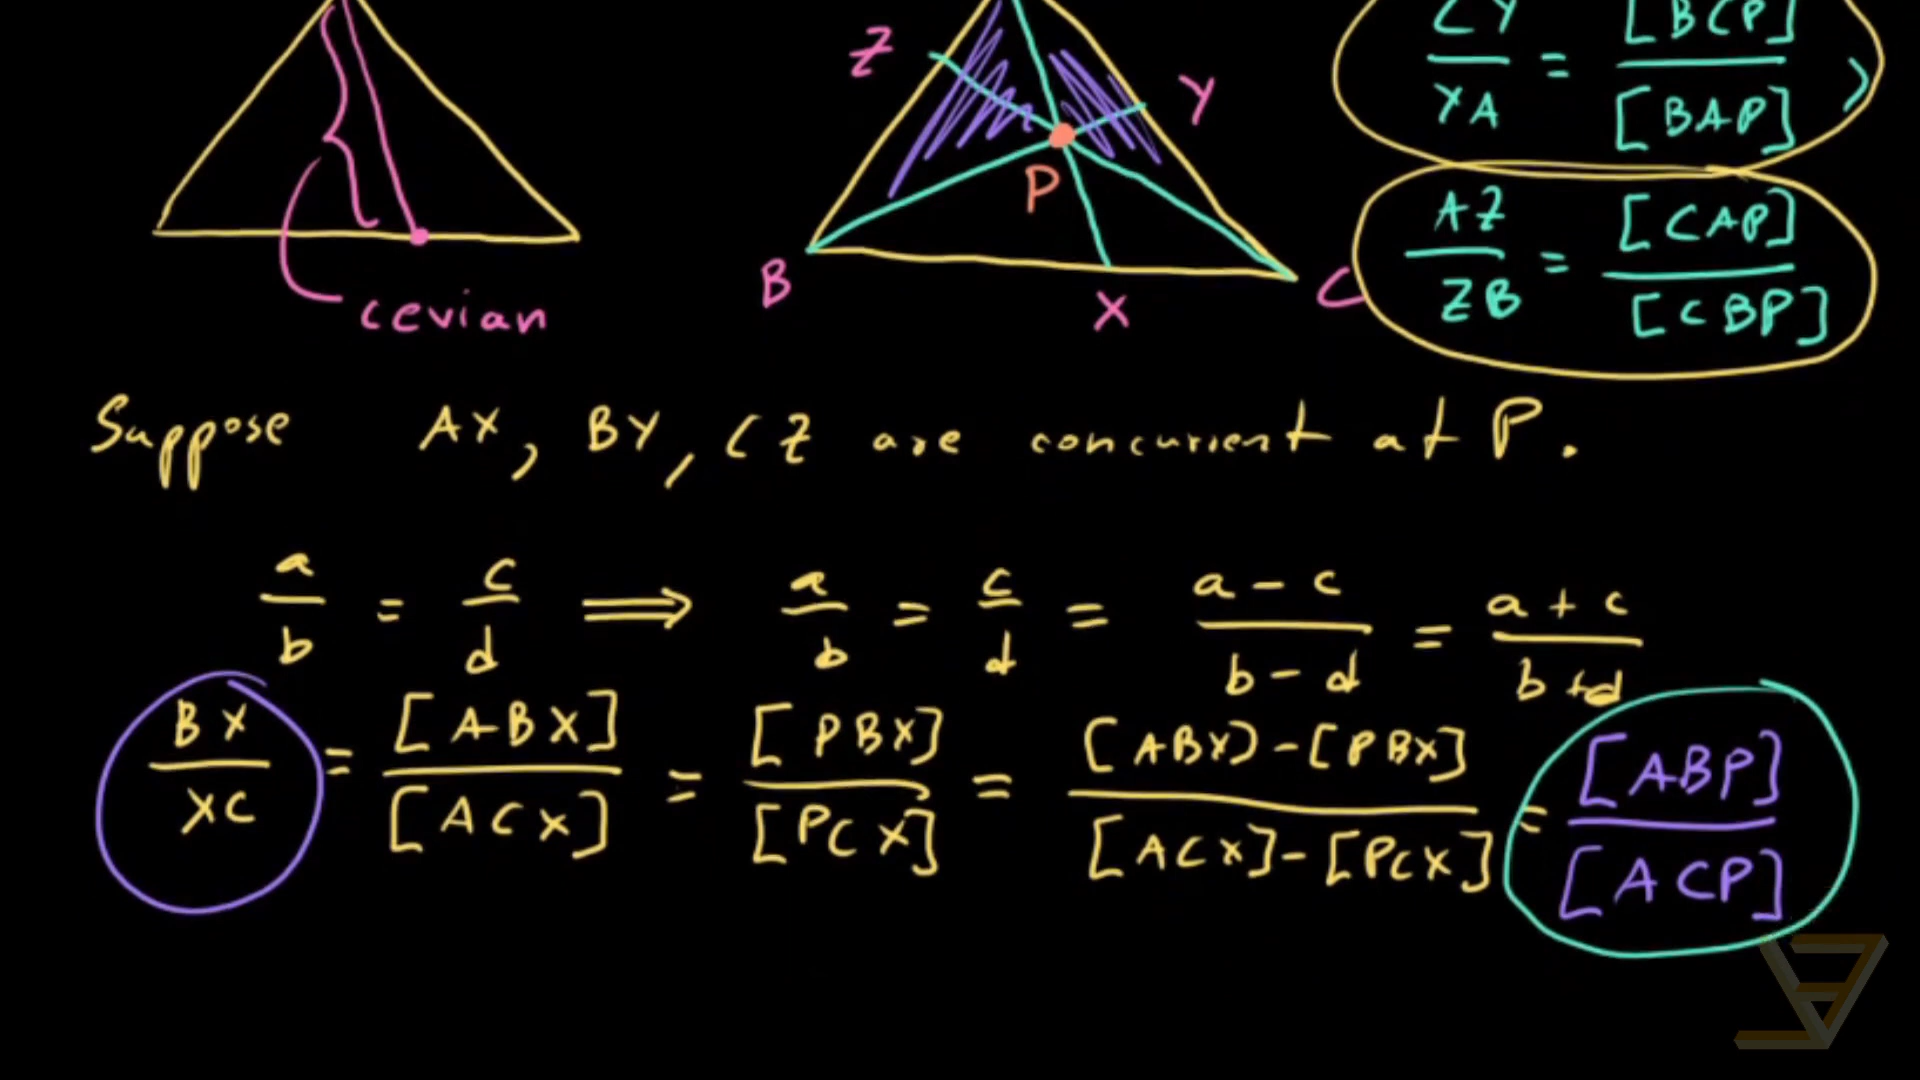 CY / YA = [BCP] / [BAP] ,
Z
Y
P
AZ / ZB = [CAP] / [CBP]
B
X
C
cevian
Suppose AX, BY, CZ are concurrent at P.
a/b = c/d ⟹ a/b = c/d = (a - c)/(b - d) = (a + c)/(b + d)
BX / XC = [ABX] / [ACX] = [PBX] / [PCX] = ([ABX) - [PBX]) / ([ACX] - [PCX]) = [ABP] / [ACP]